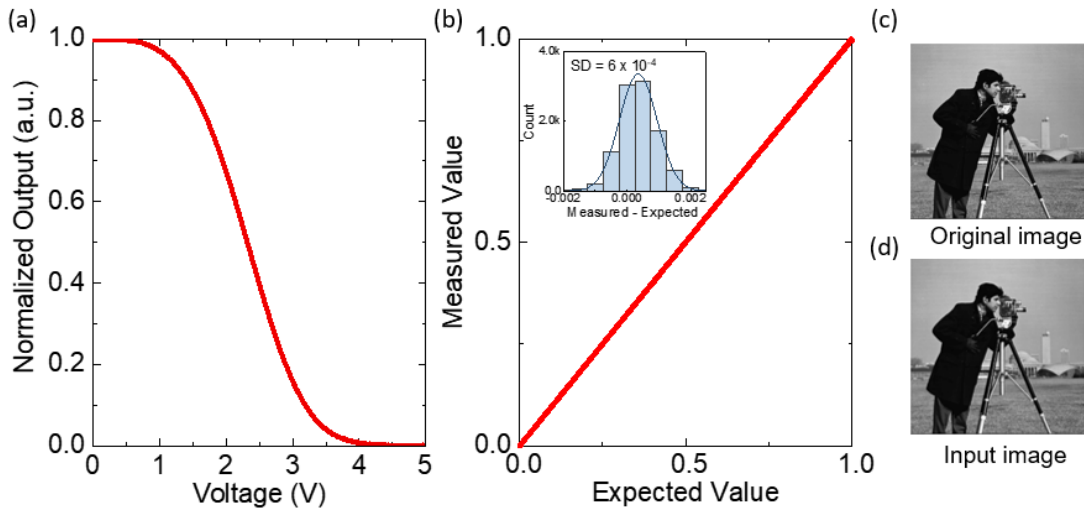 (a)
1.0
0.8
0.6
0.4
0.2
0.0
Normalized Output (a.u.)
0 1 2 3 4 5
Voltage (V)
(b)
1.0
0.5
0.0
Measured Value
0.0 0.5 1.0
Expected Value
4.0k
2.0k
0.0
Count
SD = 6 x 10⁻⁴
-0.002 0.000 0.002
Measured - Expected
(c)
Original image
(d)
Input image